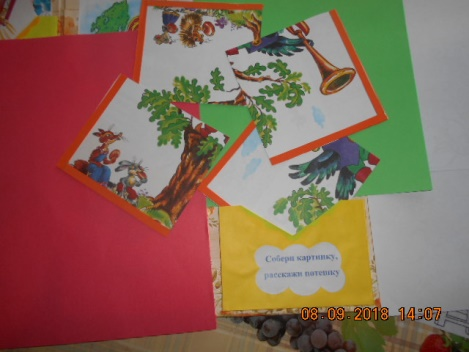 Собери картинку,
расскажи потешку
08.09.2018 14:07